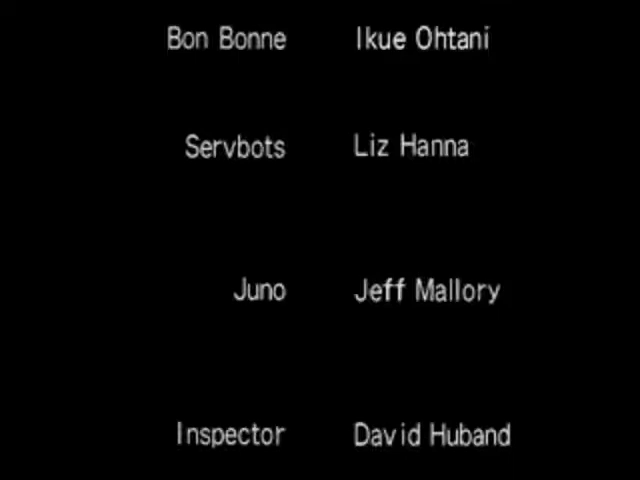 Bon Bonne Ikue Ohtani
Servbots Liz Hanna
Juno Jeff Mallory
Inspector David Huband